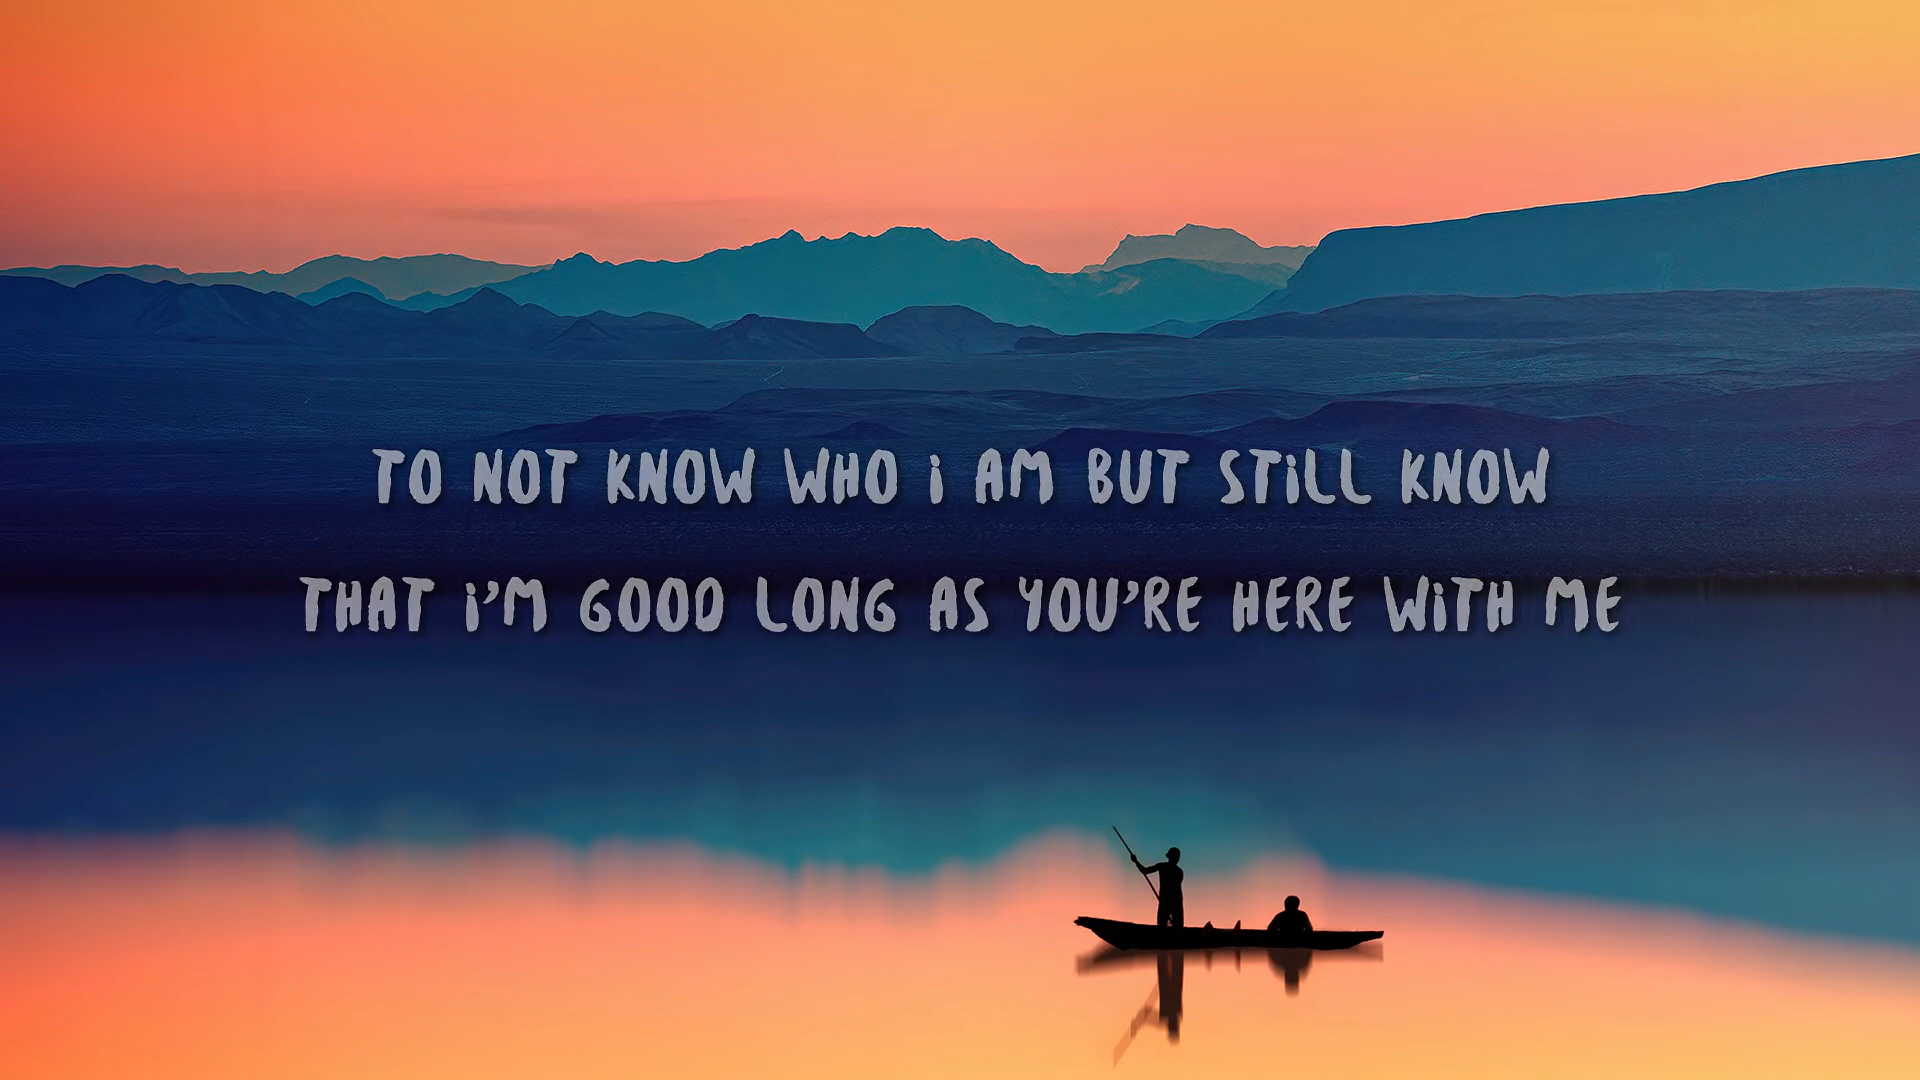 TO NOT KNOW WHO i AM BUT STiLL KNOW
THAT i'M GOOD LONG AS YOU'RE HERE WiTH ME